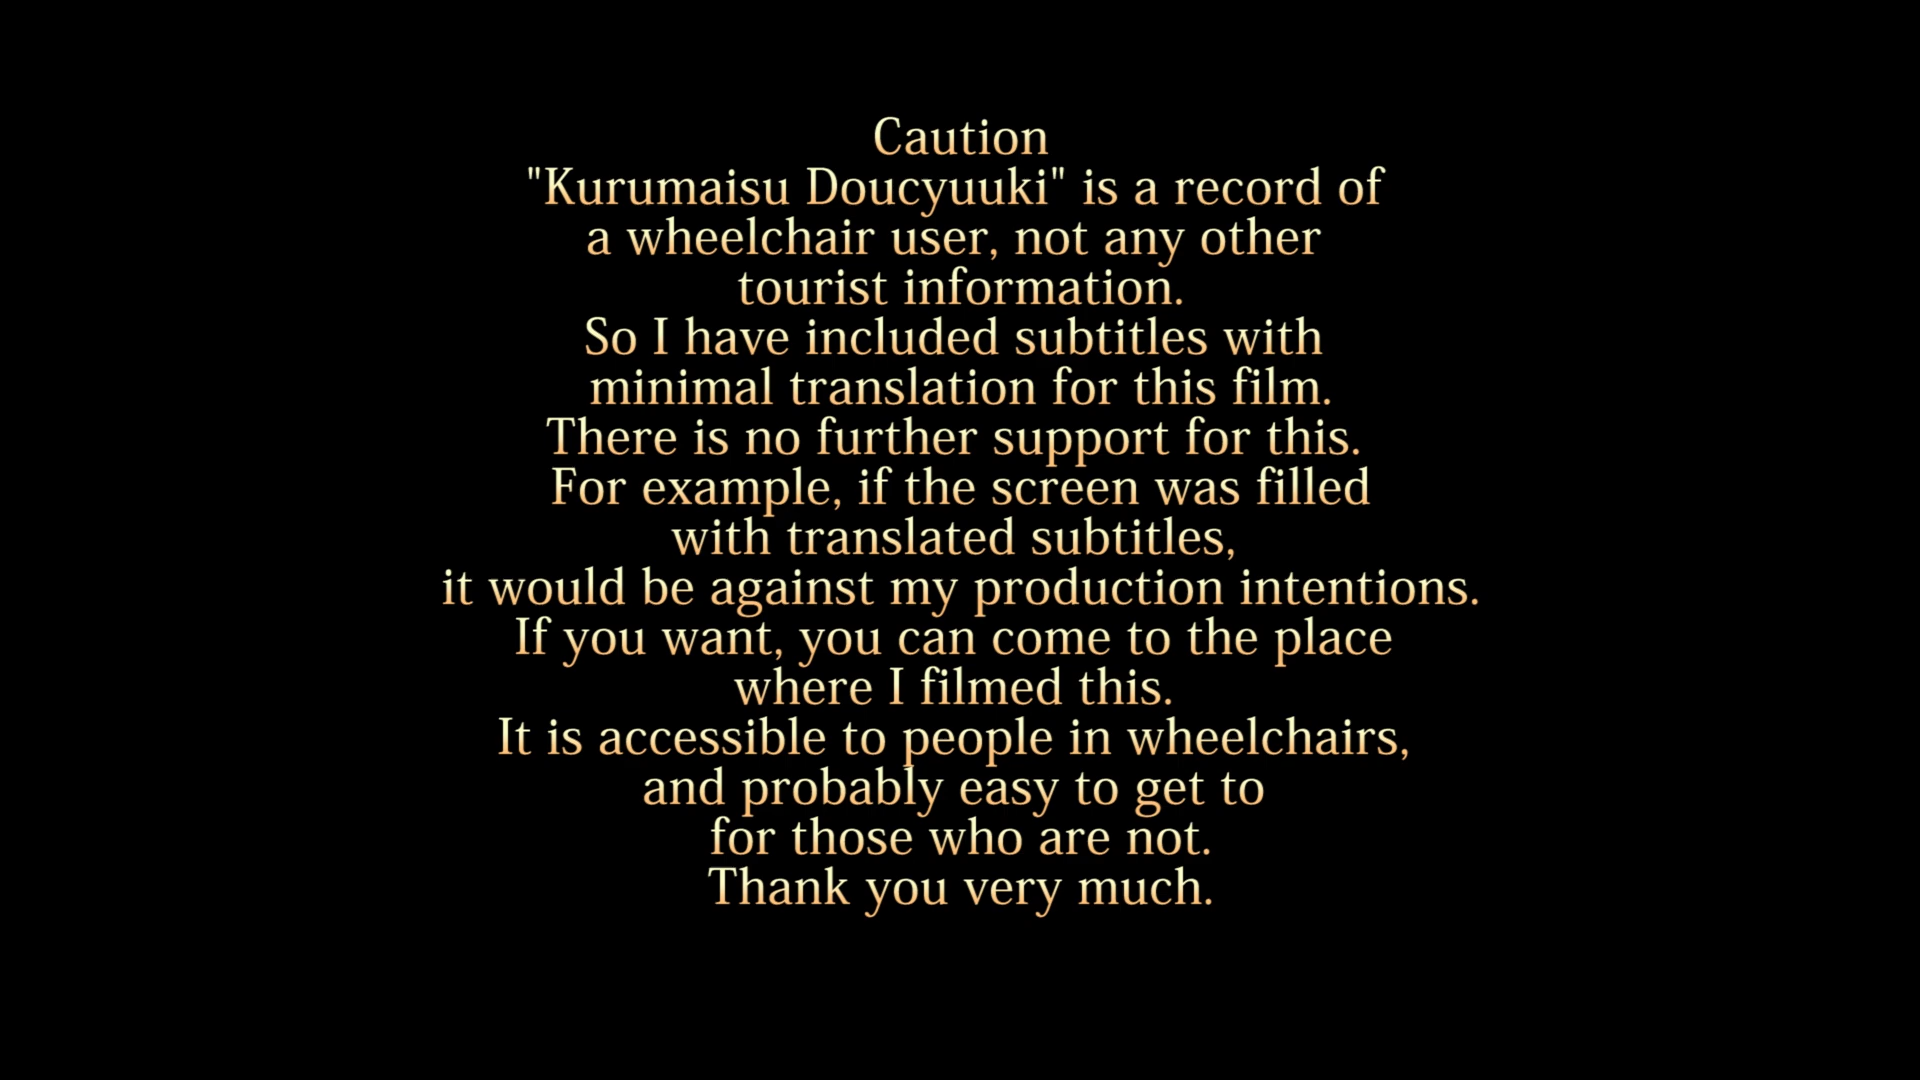 Caution
"Kurumaisu Doucyuuki" is a record of
a wheelchair user, not any other
tourist information.
So I have included subtitles with
minimal translation for this film.
There is no further support for this.
For example, if the screen was filled
with translated subtitles,
it would be against my production intentions.
If you want, you can come to the place
where I filmed this.
It is accessible to people in wheelchairs,
and probably easy to get to
for those who are not.
Thank you very much.